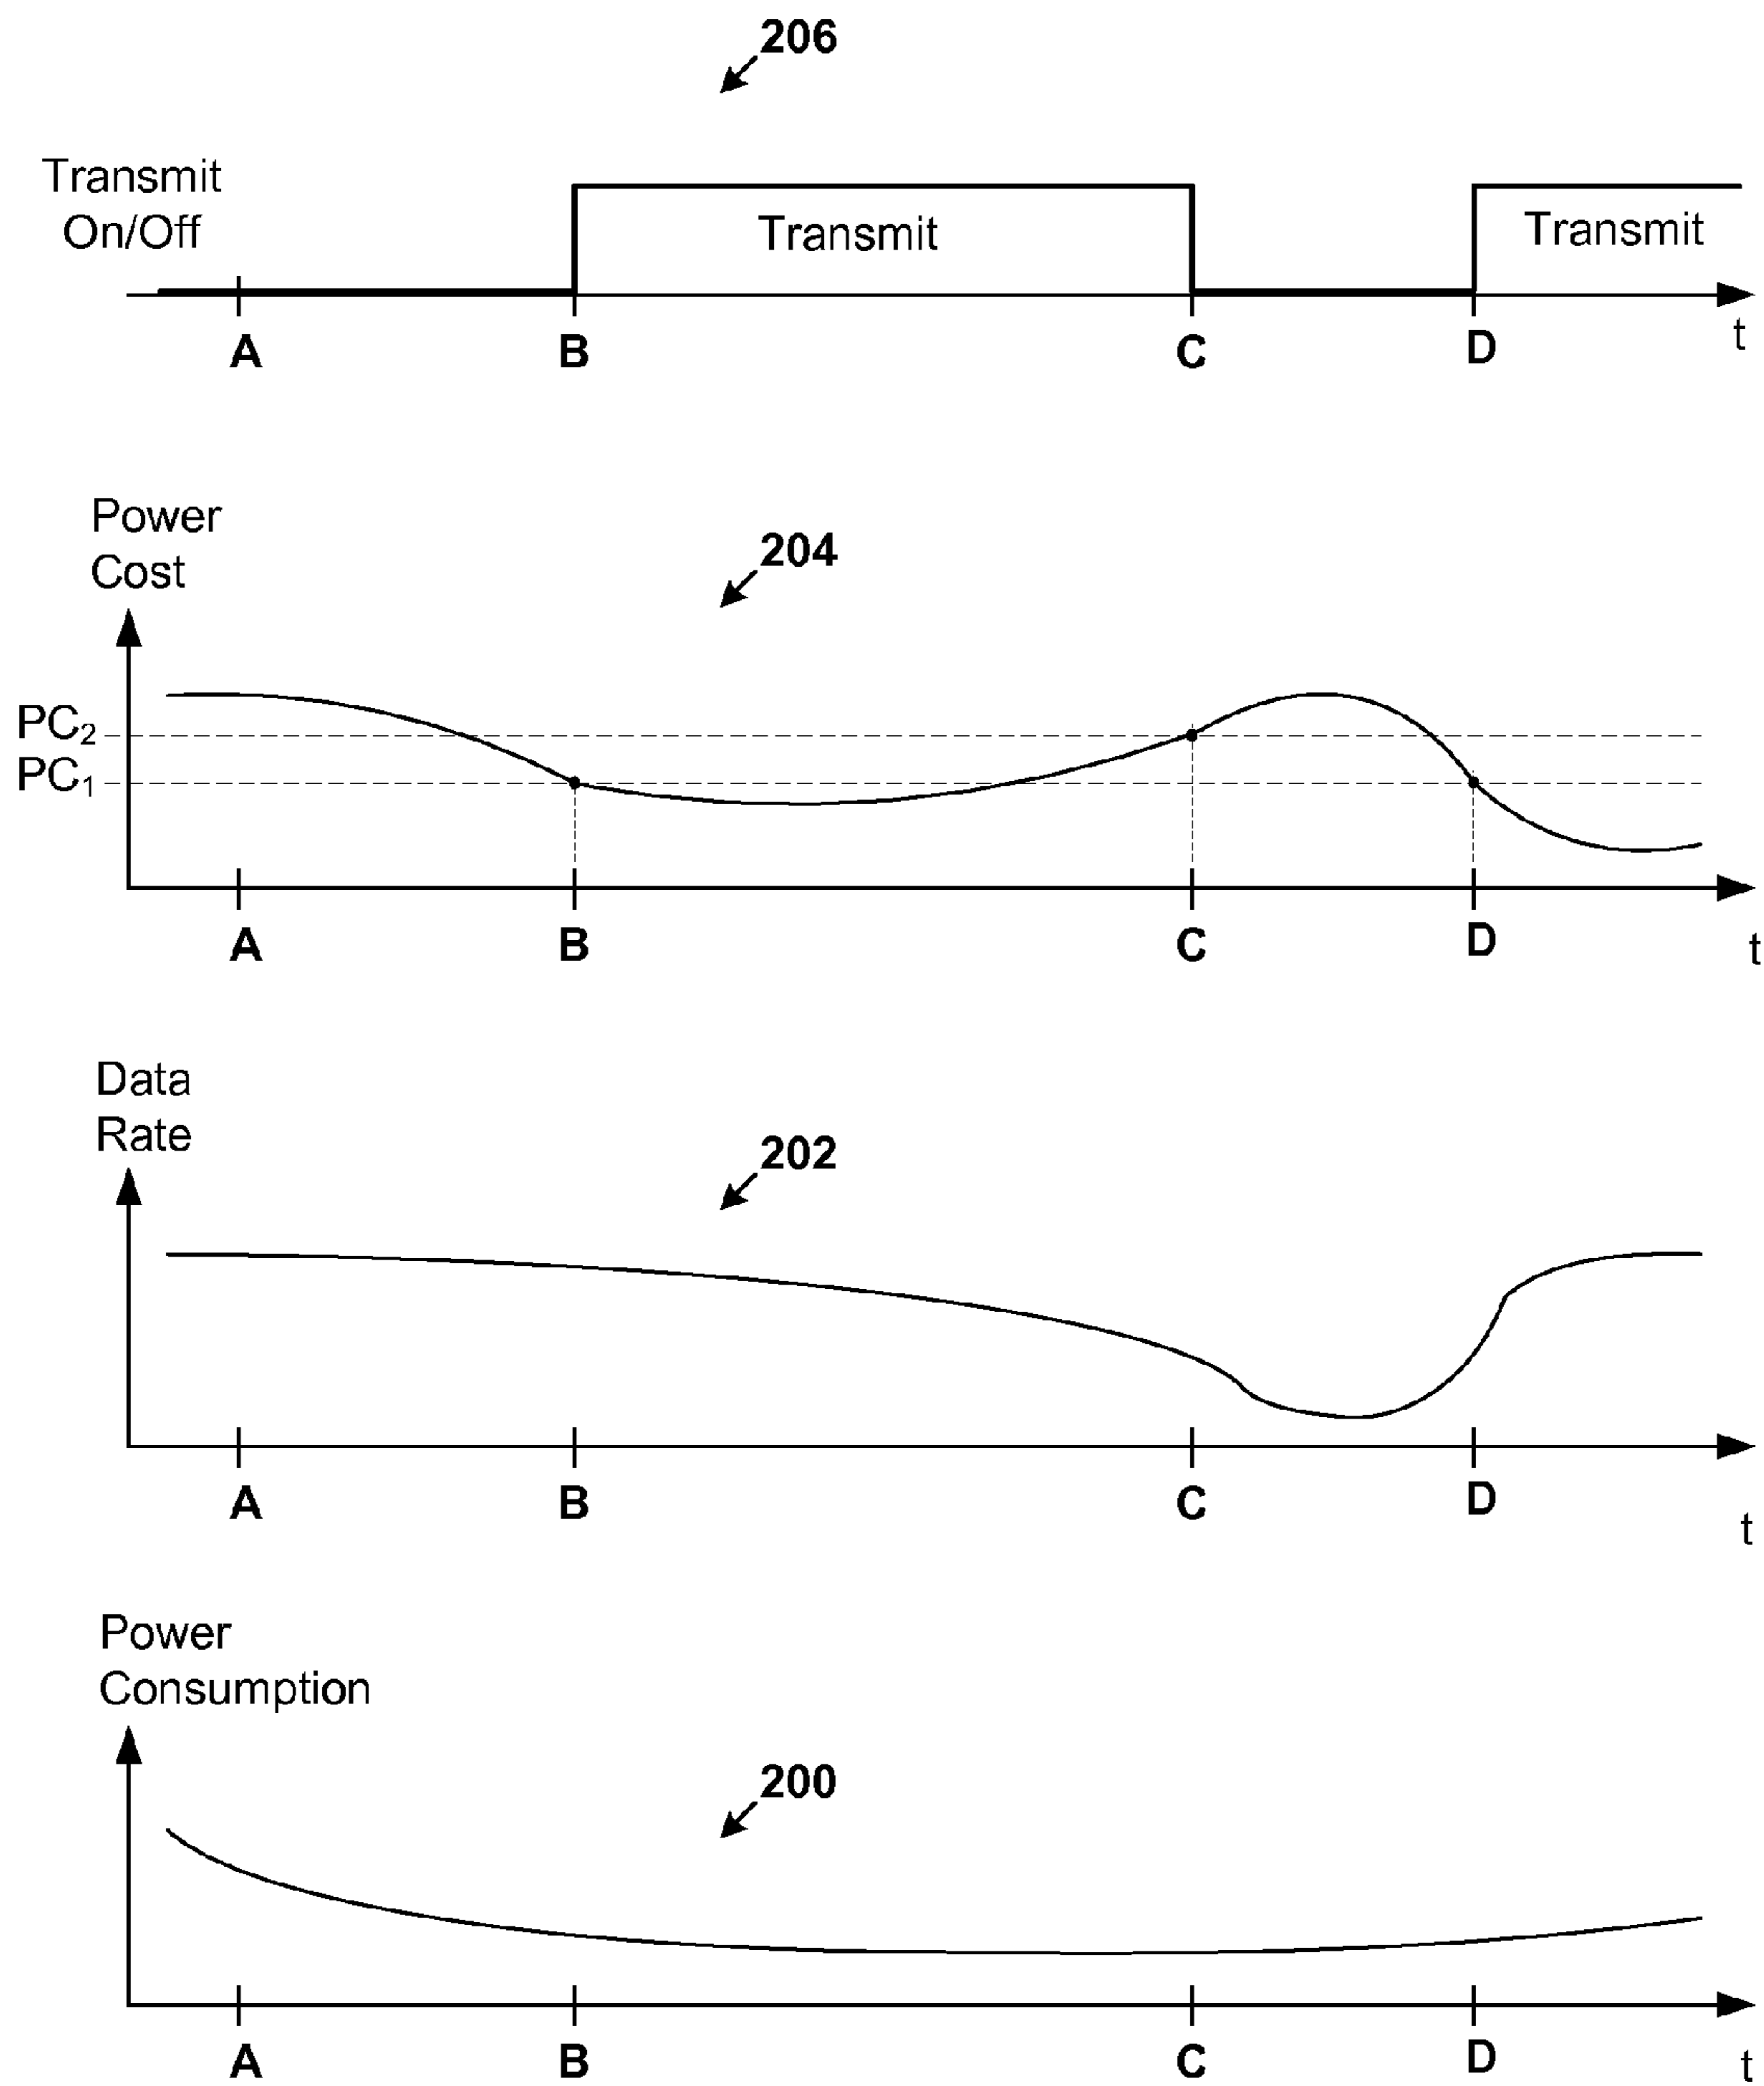 206
Transmit
On/Off
Transmit
Transmit
A
B
C
D
t
Power
Cost
204
PC₂
PC₁
A
B
C
D
t
Data
Rate
202
A
B
C
D
t
Power
Consumption
200
A
B
C
D
t